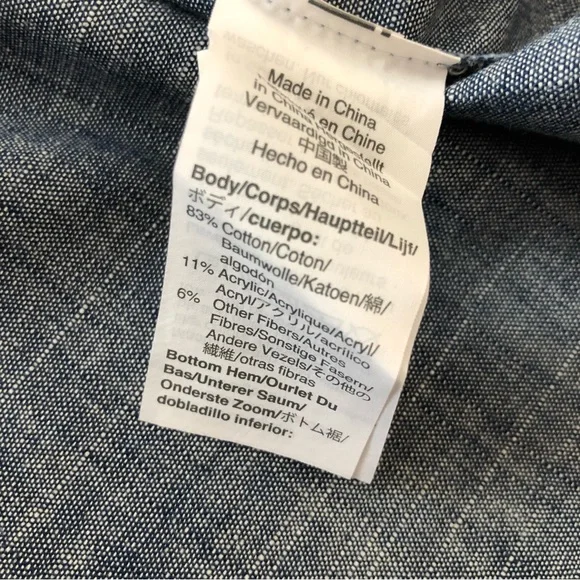 Made in China
en Chine
Vervaardigd in China
中国製
Hecho en China
Body/Corps/Hauptteil/Lijf/
ボディ/cuerpo:
83% Cotton/Coton/
Baumwolle/Katoen/綿/
algodón
11% Acrylic/Acrylique/Acryl/
Acryl/アクリル/acrílico
6% Other Fibers/Autres
Fibres/Sonstige Fasern/
Andere Vezels/その他の
繊維/otras fibras
Bottom Hem/Ourlet Du
Bas/Unterer Saum/
Onderste Zoom/ボトム裾/
dobladillo inferior: